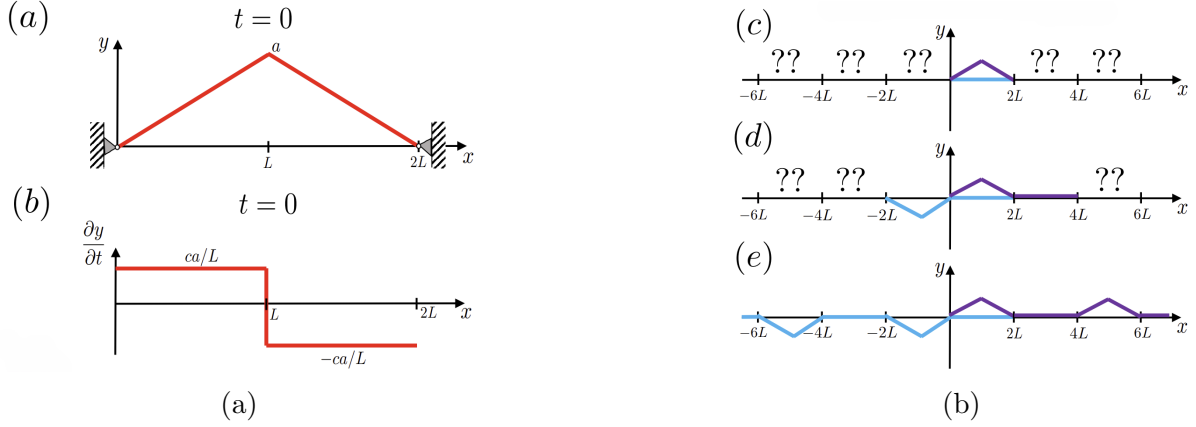 (a)
t = 0
y
a
L
2L
x
(b)
t = 0
∂y/∂t
ca/L
L
2L
x
−ca/L
(a)
(c)
y
?? ?? ?? ?? ??
−6L −4L −2L 2L 4L 6L
x
(d)
y
?? ?? ??
−6L −4L −2L 2L 4L 6L
x
(e)
y
−6L −4L −2L 2L 4L 6L
x
(b)